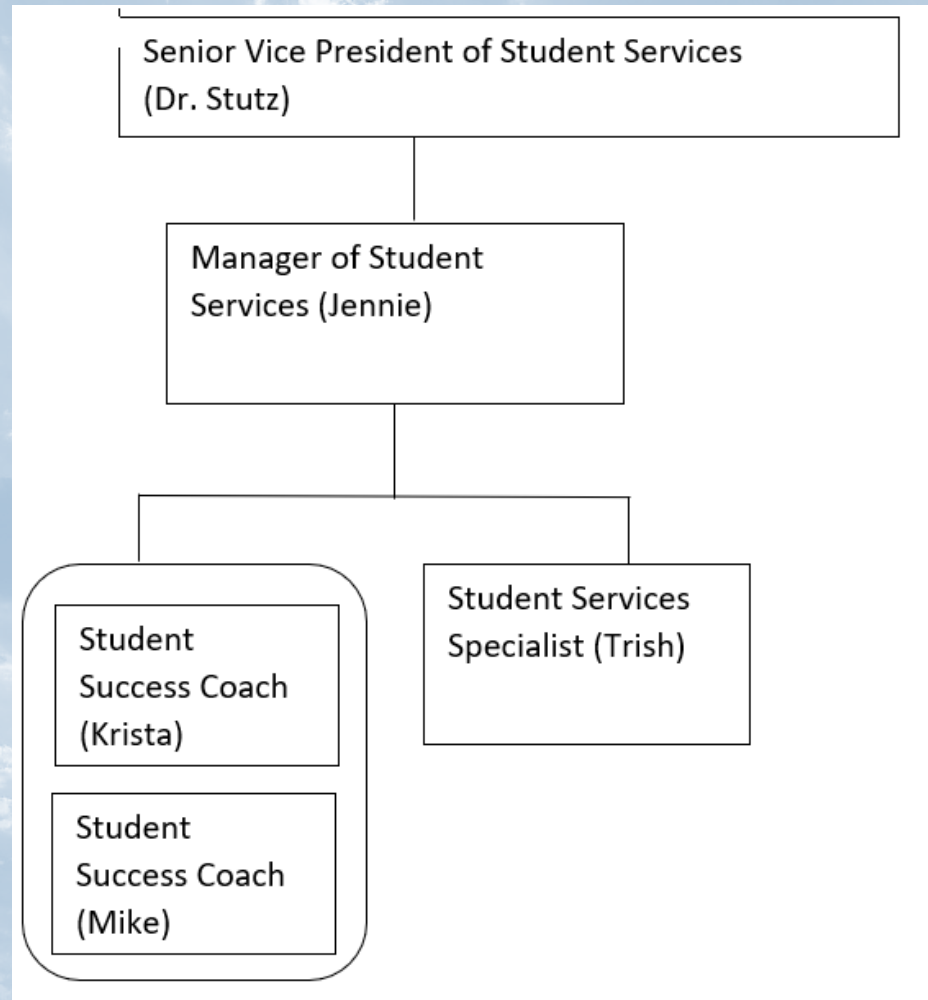 Senior Vice President of Student Services
(Dr. Stutz)
Manager of Student
Services (Jennie)
Student
Success Coach
(Krista)
Student
Success Coach
(Mike)
Student Services
Specialist (Trish)